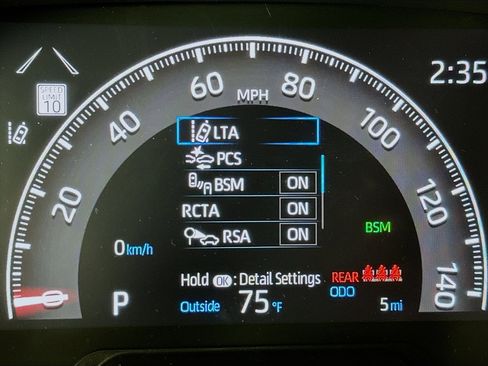 2:35
SPEED
LIMIT
10
0 20 40 60 80 100 120 140
MPH
LTA
PCS
BSM ON
RCTA ON
RSA ON
BSM
0 km/h
Hold OK : Detail Settings
REAR
P
Outside 75 °F
ODO
5 mi